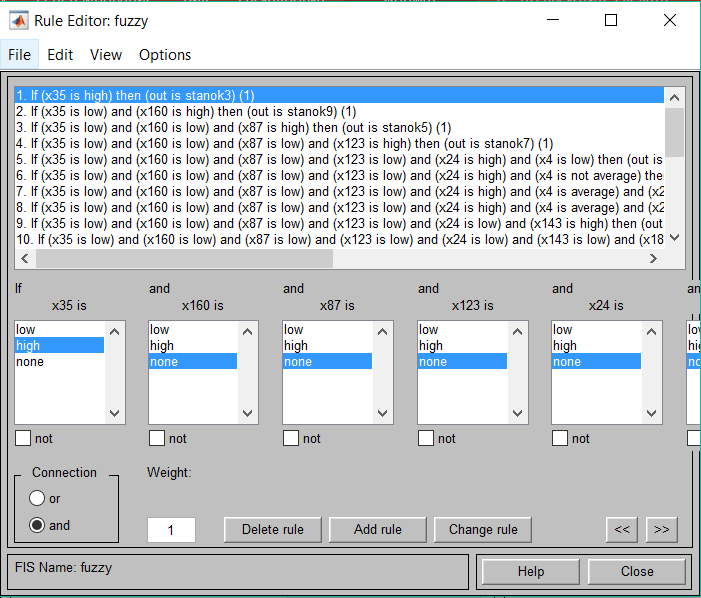 Rule Editor: fuzzy
File Edit View Options
1. If (x35 is high) then (out is stanok3) (1)
2. If (x35 is low) and (x160 is high) then (out is stanok9) (1)
3. If (x35 is low) and (x160 is low) and (x87 is high) then (out is stanok5) (1)
4. If (x35 is low) and (x160 is low) and (x87 is low) and (x123 is high) then (out is stanok7) (1)
5. If (x35 is low) and (x160 is low) and (x87 is low) and (x123 is low) and (x24 is high) and (x4 is low) then (out is
6. If (x35 is low) and (x160 is low) and (x87 is low) and (x123 is low) and (x24 is high) and (x4 is not average) the
7. If (x35 is low) and (x160 is low) and (x87 is low) and (x123 is low) and (x24 is high) and (x4 is average) and (x2
8. If (x35 is low) and (x160 is low) and (x87 is low) and (x123 is low) and (x24 is high) and (x4 is average) and (x2
9. If (x35 is low) and (x160 is low) and (x87 is low) and (x123 is low) and (x24 is low) and (x143 is high) then (out
10. If (x35 is low) and (x160 is low) and (x87 is low) and (x123 is low) and (x24 is low) and (x143 is low) and (x18
If and and and and an
x35 is x160 is x87 is x123 is x24 is
low low low low low lo
high high high high high hi
none none none none none no
not not not not not
Connection Weight:
or
and 1 Delete rule Add rule Change rule << >>
FIS Name: fuzzy Help Close